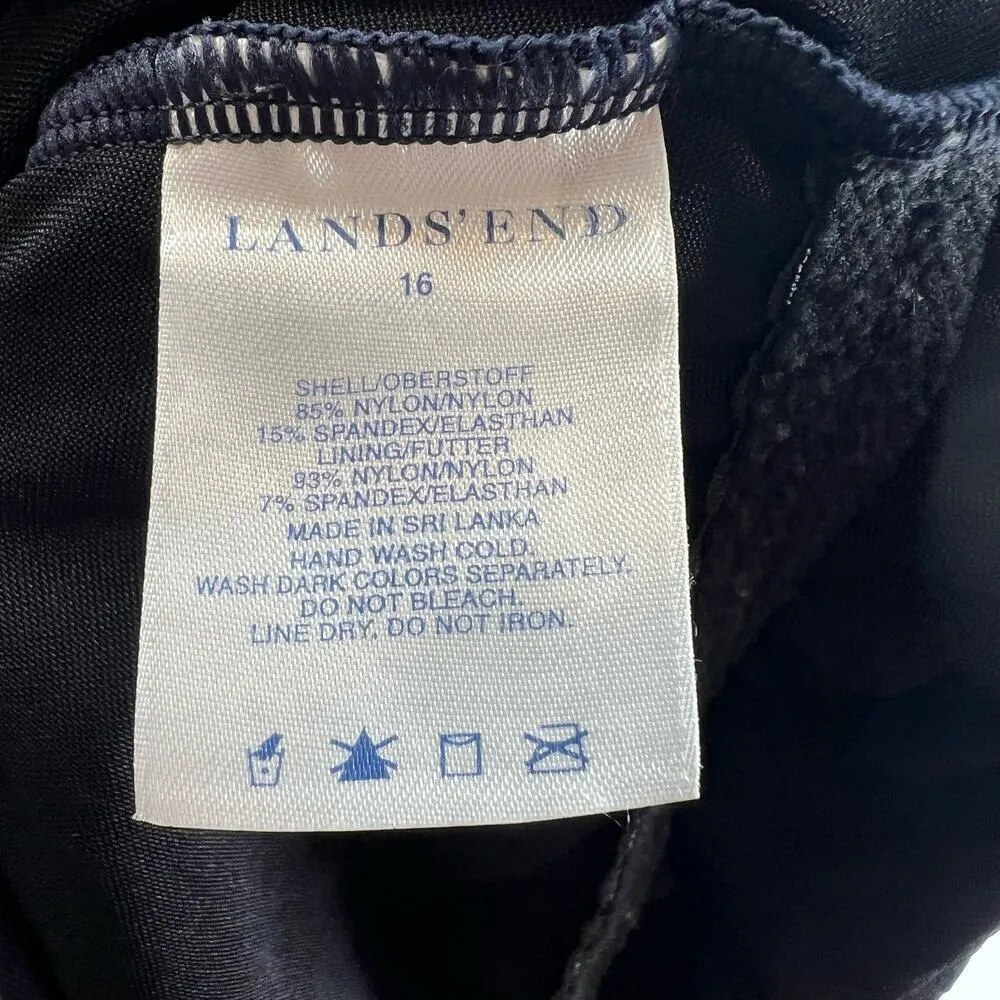 LANDS' END
16
SHELL/OBERSTOFF
85% NYLON/NYLON
15% SPANDEX/ELASTHAN
LINING/FUTTER
93% NYLON/NYLON
7% SPANDEX/ELASTHAN
MADE IN SRI LANKA
HAND WASH COLD.
WASH DARK COLORS SEPARATELY.
DO NOT BLEACH.
LINE DRY. DO NOT IRON.